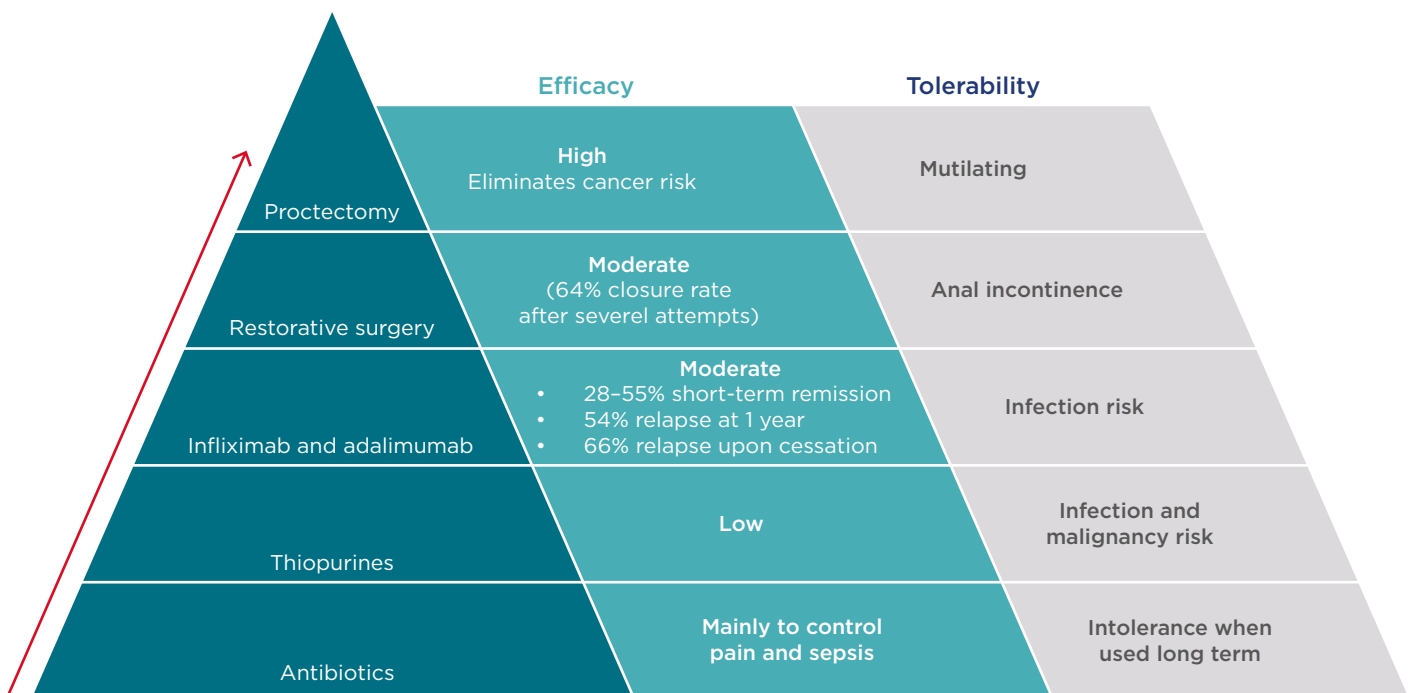 Efficacy
Tolerability
Proctectomy
High
Eliminates cancer risk
Mutilating
Restorative surgery
Moderate
(64% closure rate
after severel attempts)
Anal incontinence
Infliximab and adalimumab
Moderate
• 28–55% short-term remission
• 54% relapse at 1 year
• 66% relapse upon cessation
Infection risk
Thiopurines
Low
Infection and
malignancy risk
Antibiotics
Mainly to control
pain and sepsis
Intolerance when
used long term